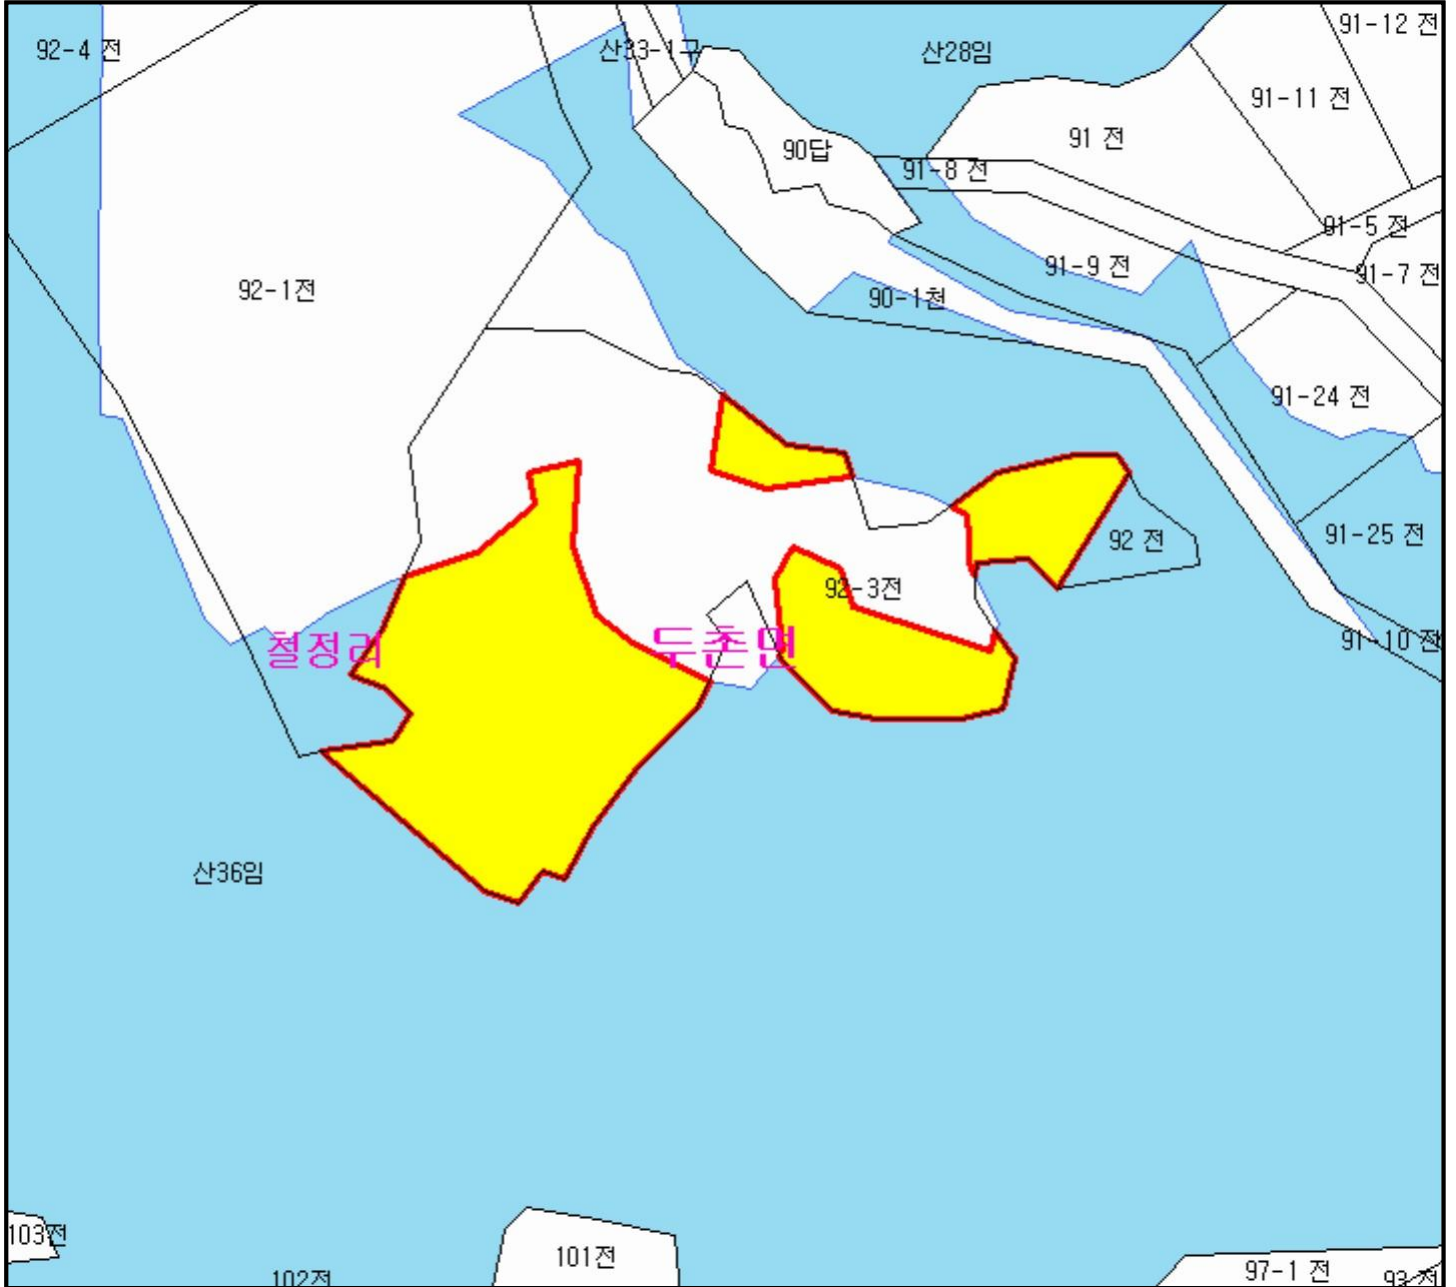 91-12 전
92-4 전
산33-1구
산28임
91-11 전
91 전
90답
91-8 전
91-5 전
91-9 전
91-7 전
92-1전
90-1천
91-24 전
91-25 전
92 전
92-3전
91-10 전
철정리
두촌면
산36임
103전
101전
97-1 전
102전